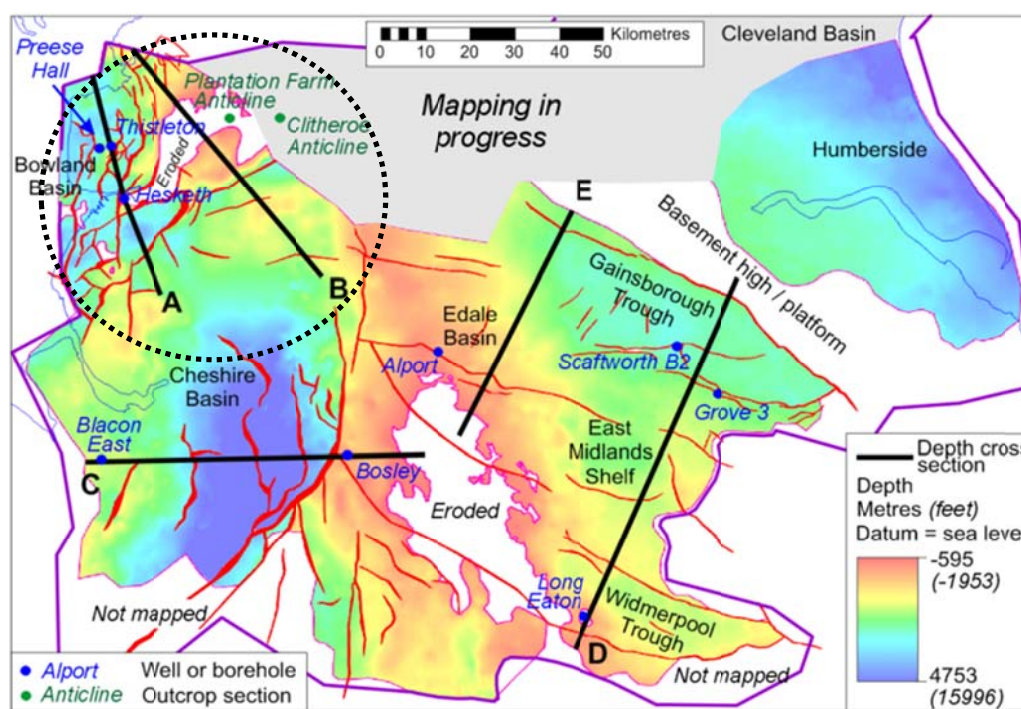 Cleveland Basin
0 10 20 30 40 50 Kilometres
Preese
Hall
Plantation Farm
Anticline
Mapping in
progress
Thistleton
Clitheroe
Anticline
Bowland
Basin
Eroded
Hesketh
Humberside
E
Basement high / platform
Gainsborough
Trough
A
B
Edale
Basin
Scaftworth B2
Alport
Cheshire
Basin
Grove 3
Blacon
East
East
Midlands
Shelf
C
Bosley
Eroded
Depth cross
section
Depth
Metres (feet)
Datum = sea leve
-595
(-1953)
Not mapped
Long
Eaton
Widmerpool
Trough
D
Not mapped
4753
(15996)
Alport Well or borehole
Anticline Outcrop section